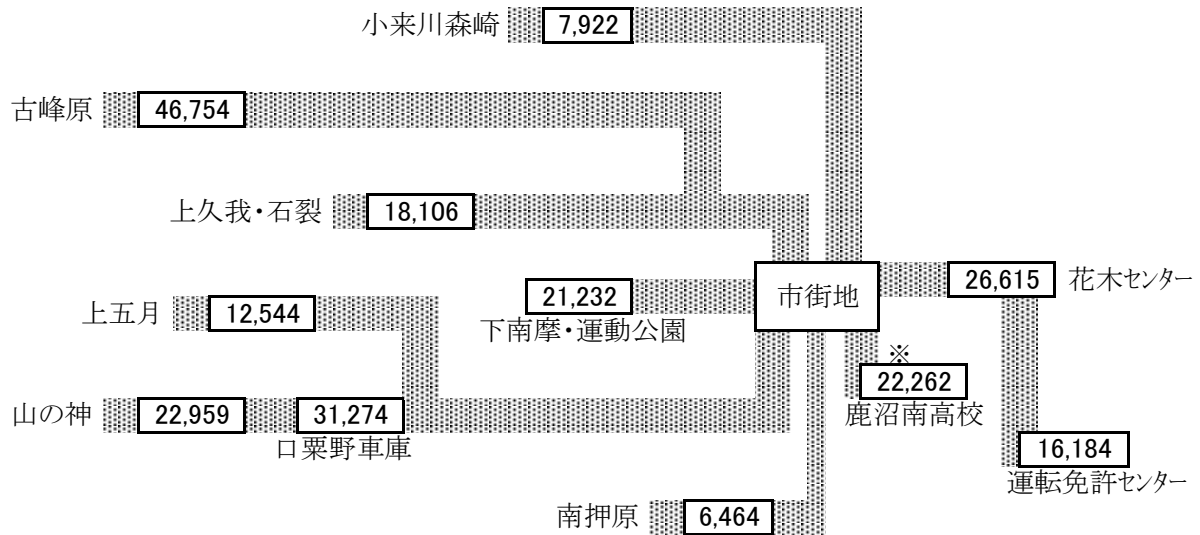 小来川森崎 7,922
古峰原 46,754
上久我・石裂 18,106
市街地
26,615 花木センター
21,232
下南摩・運動公園
上五月 12,544
※
22,262
鹿沼南高校
山の神 22,959 31,274
口粟野車庫
16,184
運転免許センター
南押原 6,464